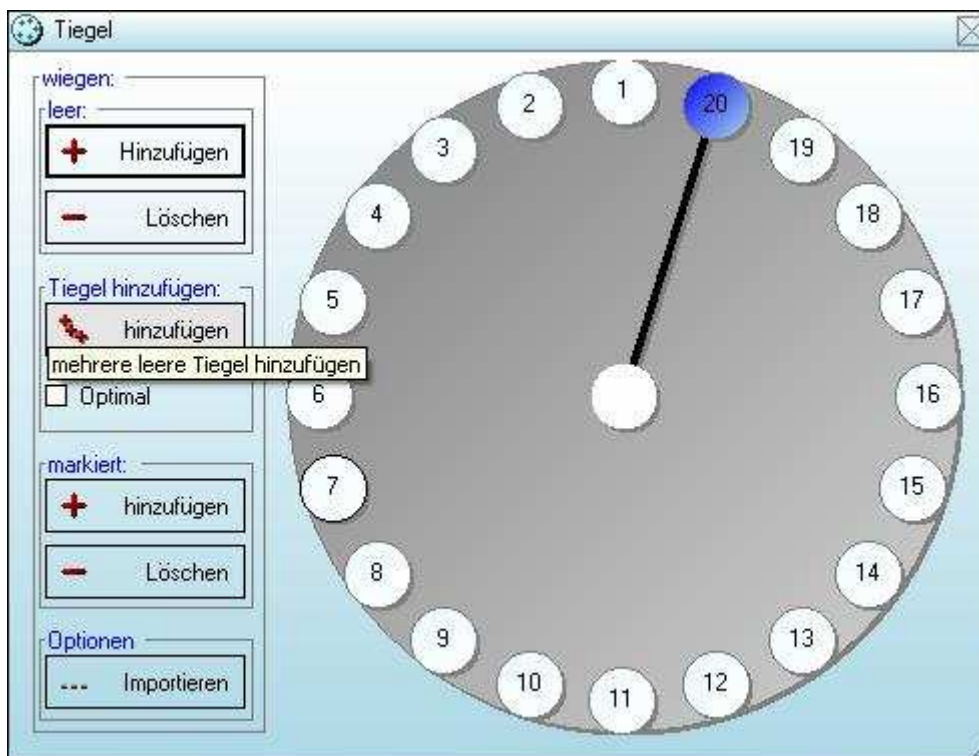 Tiegel
wiegen:
leer:
Hinzufügen
Löschen
Tiegel hinzufügen:
hinzufügen
mehrere leere Tiegel hinzufügen
Optimal
markiert:
hinzufügen
Löschen
Optionen
Importieren
1
2
3
4
5
6
7
8
9
10
11
12
13
14
15
16
17
18
19
20